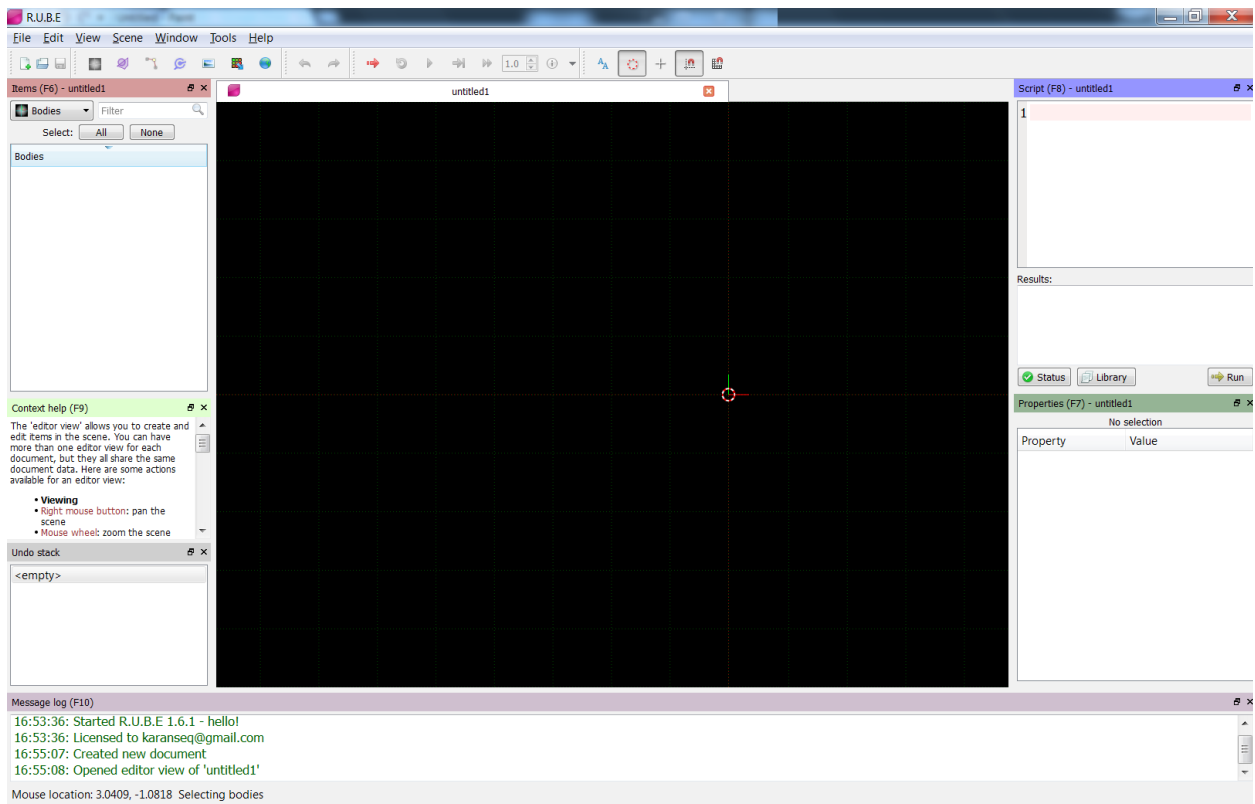 R.U.B.E
File Edit View Scene Window Tools Help
1.0
Items (F6) - untitled1
Bodies
Filter
Select: All None
Bodies
Context help (F9)
The 'editor view' allows you to create and
edit items in the scene. You can have
more than one editor view for each
document, but they all share the same
document data. Here are some actions
available for an editor view:
• Viewing
• Right mouse button: pan the
scene
• Mouse wheel: zoom the scene
Undo stack
<empty>
untitled1
Script (F8) - untitled1
1
Results:
Status Library Run
Properties (F7) - untitled1
No selection
Property Value
Message log (F10)
16:53:36: Started R.U.B.E 1.6.1 - hello!
16:53:36: Licensed to karanseq@gmail.com
16:55:07: Created new document
16:55:08: Opened editor view of 'untitled1'
Mouse location: 3.0409, -1.0818 Selecting bodies